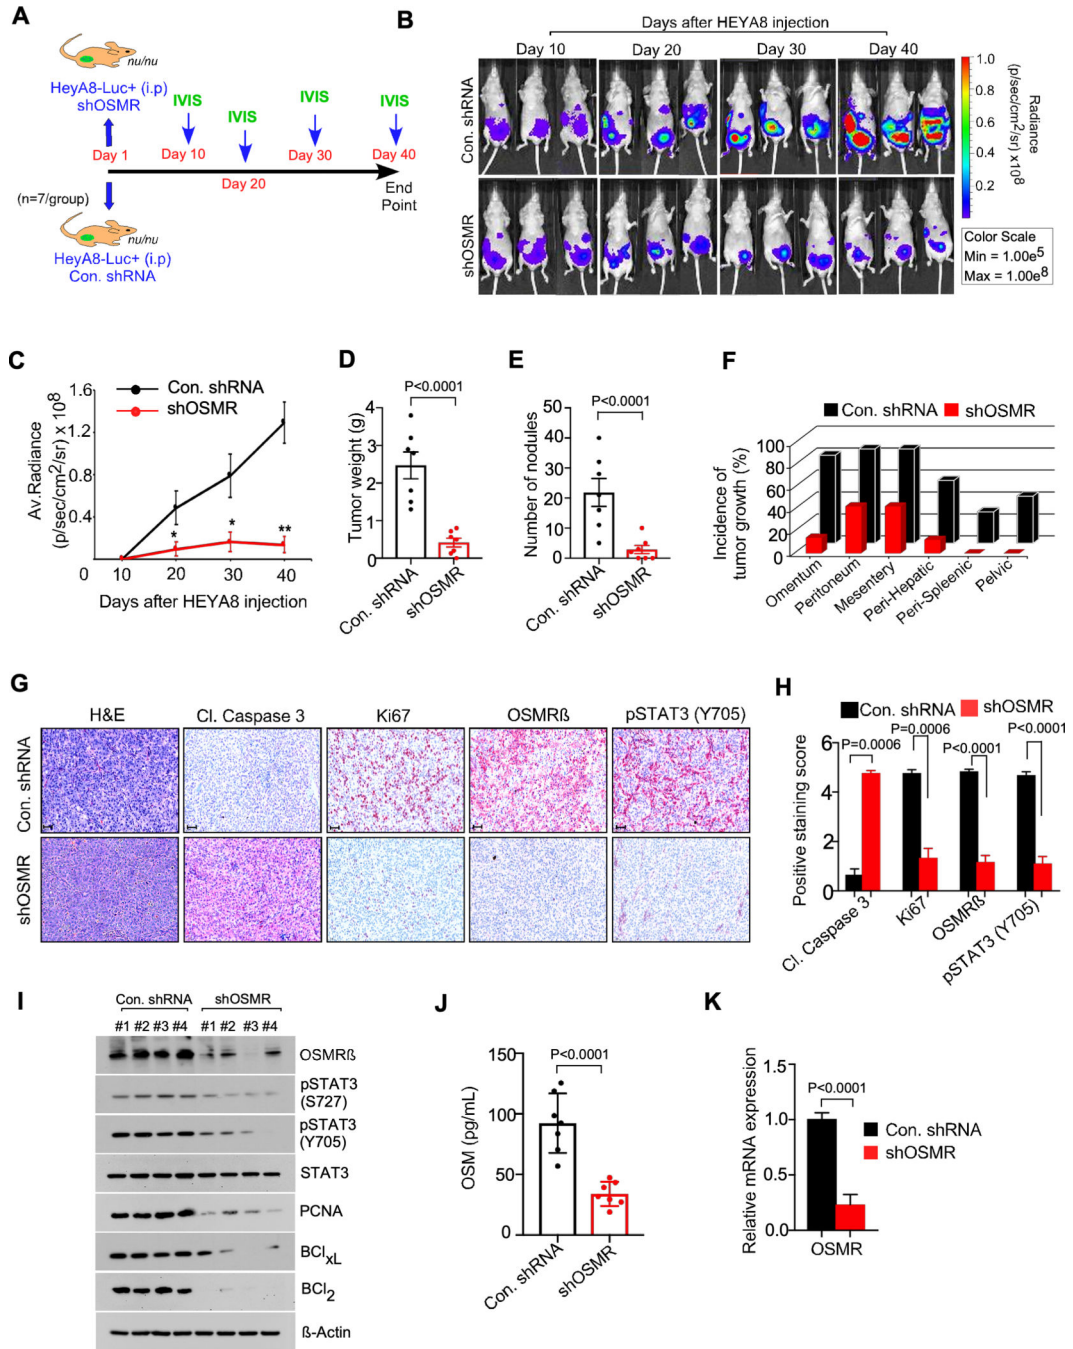 A
nu/nu
HeyA8-Luc+ (i.p)
shOSMR
IVIS
IVIS
IVIS
IVIS
Day 1
Day 10
Day 20
Day 30
Day 40
End
Point
(n=7/group)
nu/nu
HeyA8-Luc+ (i.p)
Con. shRNA
B
Days after HEYA8 injection
Day 10
Day 20
Day 30
Day 40
Con. shRNA
shOSMR
1.0
0.8
0.6
0.4
0.2
Radiance
(p/sec/cm2/sr) x10^8
Color Scale
Min = 1.00e5
Max = 1.00e8
C
Con. shRNA
shOSMR
Av.Radiance
(p/sec/cm2/sr) x 10^8
1.6
1.2
0.8
0.4
0
*
*
**
10
20
30
40
Days after HEYA8 injection
D
P<0.0001
Tumor weight (g)
4
3
2
1
0
Con. shRNA
shOSMR
E
P<0.0001
Number of nodules
50
40
30
20
10
0
Con. shRNA
shOSMR
F
Con. shRNA
shOSMR
Incidence of
tumor growth (%)
100
80
60
40
20
0
Omentum
Peritoneum
Mesentery
Peri-Hepatic
Peri-Spleenic
Pelvic
G
H&E
Cl. Caspase 3
Ki67
OSMRß
pSTAT3 (Y705)
Con. shRNA
shOSMR
H
Con. shRNA
shOSMR
P=0.0006
P=0.0006
P<0.0001
P<0.0001
Positive staining score
6
4
2
0
Cl. Caspase 3
Ki67
OSMRß
pSTAT3 (Y705)
I
Con. shRNA
shOSMR
#1 #2 #3 #4 #1 #2 #3 #4
OSMRß
pSTAT3
(S727)
pSTAT3
(Y705)
STAT3
PCNA
BCl_xL
BCl_2
ß-Actin
J
P<0.0001
OSM (pg/mL)
150
100
50
0
Con. shRNA
shOSMR
K
P<0.0001
Relative mRNA expression
1.5
1.0
0.5
0.0
OSMR
Con. shRNA
shOSMR